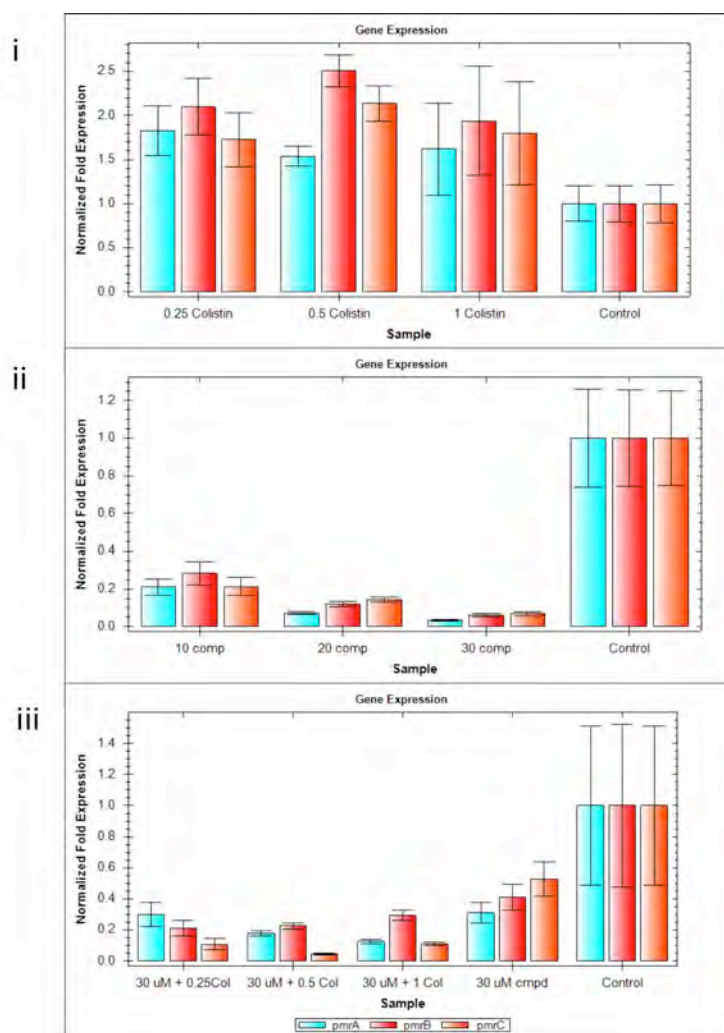 i
Gene Expression
Normalized Fold Expression
2.5
2.0
1.5
1.0
0.5
0.0
0.25 Colistin 0.5 Colistin 1 Colistin Control
Sample
ii
Gene Expression
Normalized Fold Expression
1.2
1.0
0.8
0.6
0.4
0.2
0.0
10 comp 20 comp 30 comp Control
Sample
iii
Gene Expression
Normalized Fold Expression
1.4
1.2
1.0
0.8
0.6
0.4
0.2
0.0
30 uM + 0.25Col 30 uM + 0.5 Col 30 uM + 1 Col 30 uM cmpd Control
Sample
pmrA pmrB pmrC